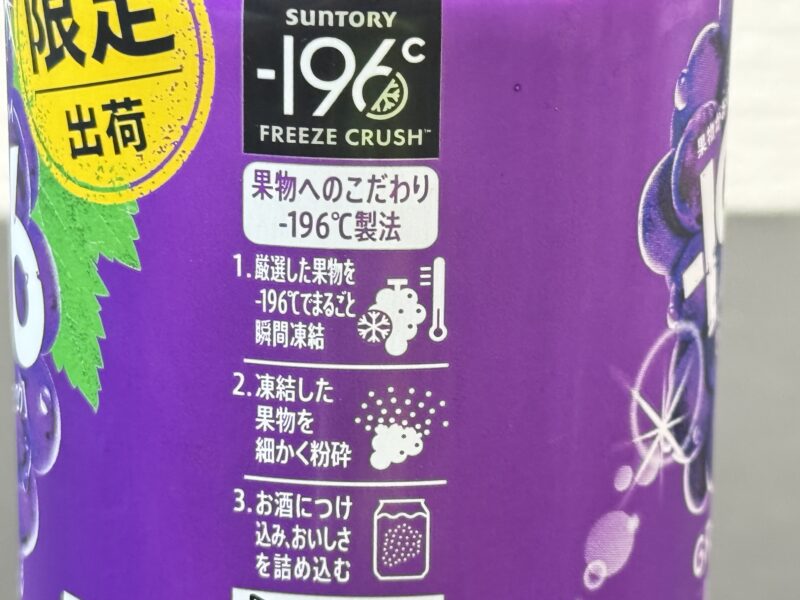 限定
出荷
SUNTORY
-196℃
FREEZE CRUSH™
果物へのこだわり
-196℃製法
1.厳選した果物を
-196℃でまるごと
瞬間凍結
2.凍結した
果物を
細かく粉砕
3.お酒につけ
込み、おいしさ
を詰め込む